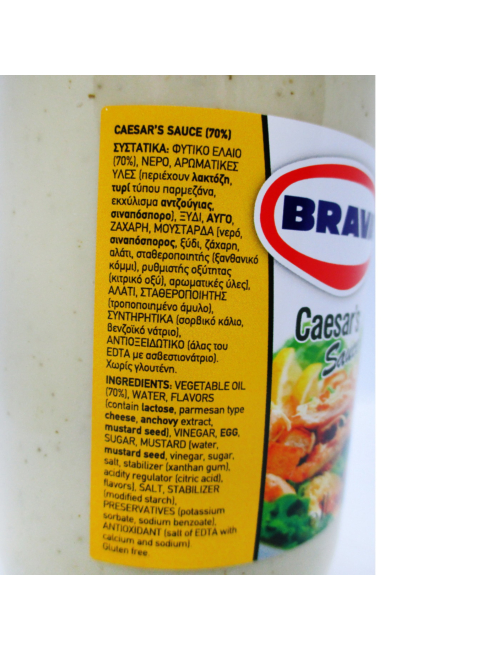 CAESAR'S SAUCE (70%)
ΣΥΣΤΑΤΙΚΑ: ΦΥΤΙΚΟ ΕΛΑΙΟ
(70%), ΝΕΡΟ, ΑΡΩΜΑΤΙΚΕΣ
ΥΛΕΣ (περιέχουν λακτόζη,
τυρί τύπου παρμεζάνα,
εκχύλισμα αντζούγιας,
σιναπόσπορο), ΞΥΔΙ, ΑΥΓΟ,
ΖΑΧΑΡΗ, ΜΟΥΣΤΑΡΔΑ (νερό,
σιναπόσπορος, ξύδι, ζάχαρη,
αλάτι, σταθεροποιητής (ξανθανικό
κόμμι), ρυθμιστής οξύτητας
(κιτρικό οξύ), αρωματικές ύλες),
ΑΛΑΤΙ, ΣΤΑΘΕΡΟΠΟΙΗΤΗΣ
(τροποποιημένο άμυλο),
ΣΥΝΤΗΡΗΤΙΚΑ (σορβικό κάλιο,
βενζοϊκό νάτριο),
ΑΝΤΙΟΞΕΙΔΩΤΙΚΟ (άλας του
EDTA με ασβεστιονάτριο).
Χωρίς γλουτένη.
INGREDIENTS: VEGETABLE OIL
(70%), WATER, FLAVORS
(contain lactose, parmesan type
cheese, anchovy extract,
mustard seed), VINEGAR, EGG,
SUGAR, MUSTARD (water,
mustard seed, vinegar, sugar,
salt, stabilizer (xanthan gum),
acidity regulator (citric acid),
flavors), SALT, STABILIZER
(modified starch),
PRESERVATIVES (potassium
sorbate, sodium benzoate),
ANTIOXIDANT (salt of EDTA with
calcium and sodium).
Gluten free.
BRAV
Caesar's
Sauce